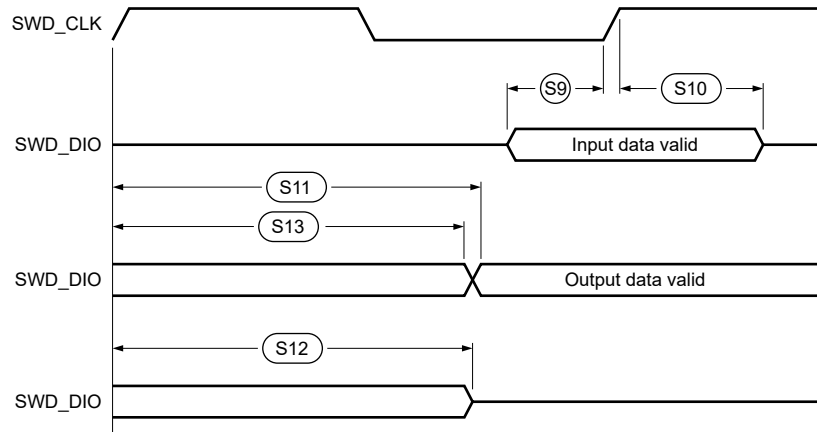 SWD_CLK
S9
S10
SWD_DIO
Input data valid
S11
S13
SWD_DIO
Output data valid
S12
SWD_DIO